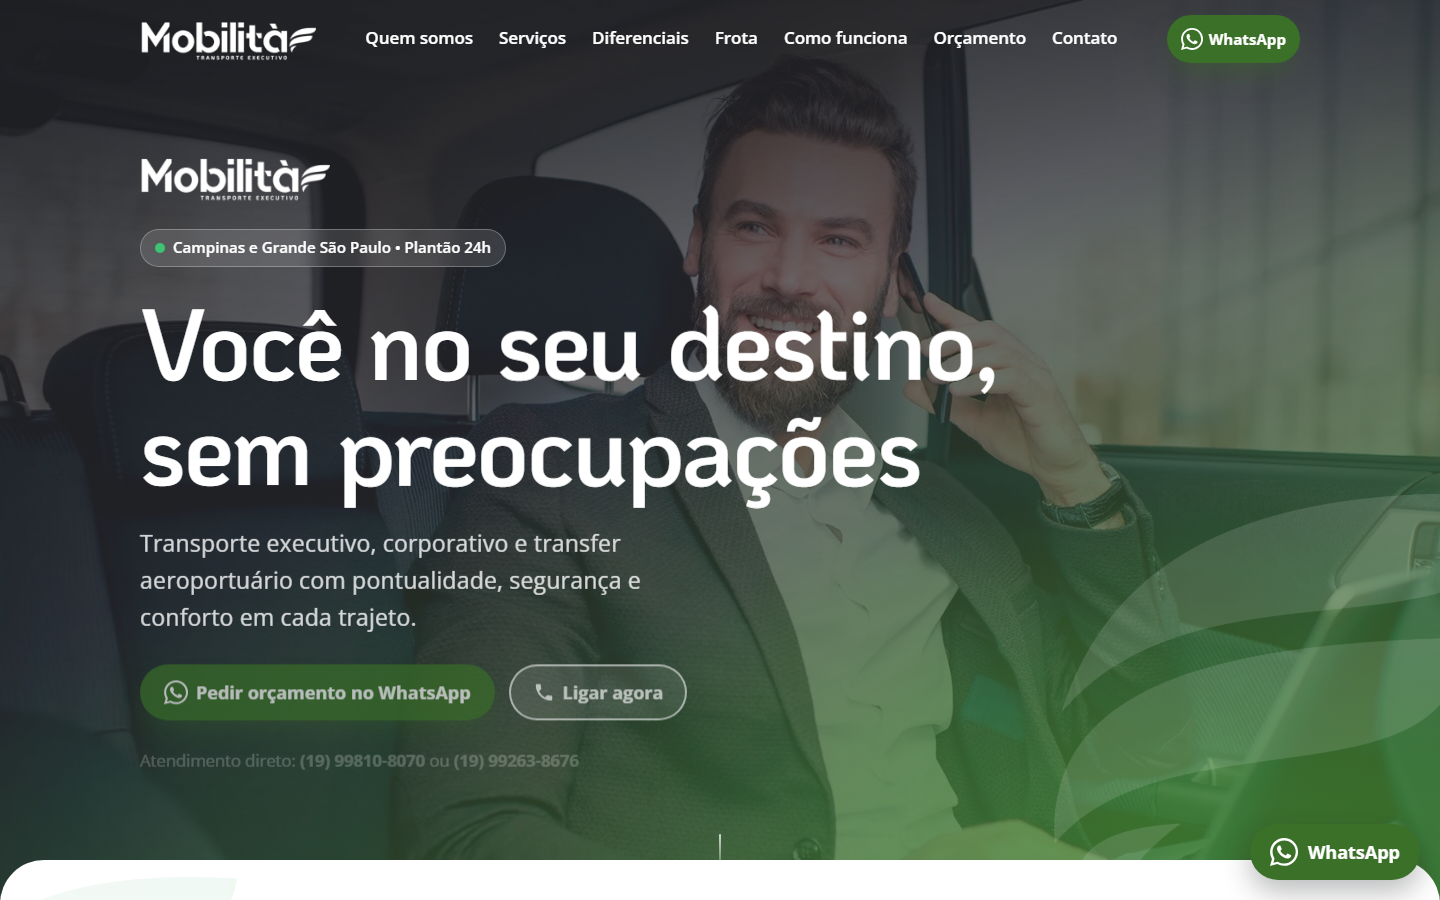 Mobilità
TRANSPORTE EXECUTIVO
Quem somos
Serviços
Diferenciais
Frota
Como funciona
Orçamento
Contato
WhatsApp
Mobilità
TRANSPORTE EXECUTIVO
Campinas e Grande São Paulo • Plantão 24h
Você no seu destino,
sem preocupações
Transporte executivo, corporativo e transfer
aeroportuário com pontualidade, segurança e
conforto em cada trajeto.
Pedir orçamento no WhatsApp
Ligar agora
Atendimento direto: (19) 99810-8070 ou (19) 99263-8676
WhatsApp